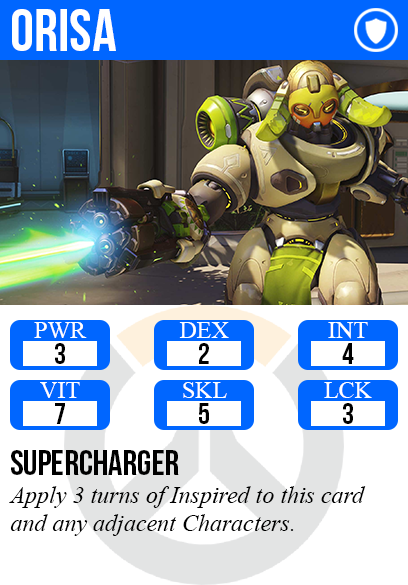 ORISA
PWR DEX INT
3 2 4
VIT SKL LCK
7 5 3
SUPERCHARGER
Apply 3 turns of Inspired to this card
and any adjacent Characters.